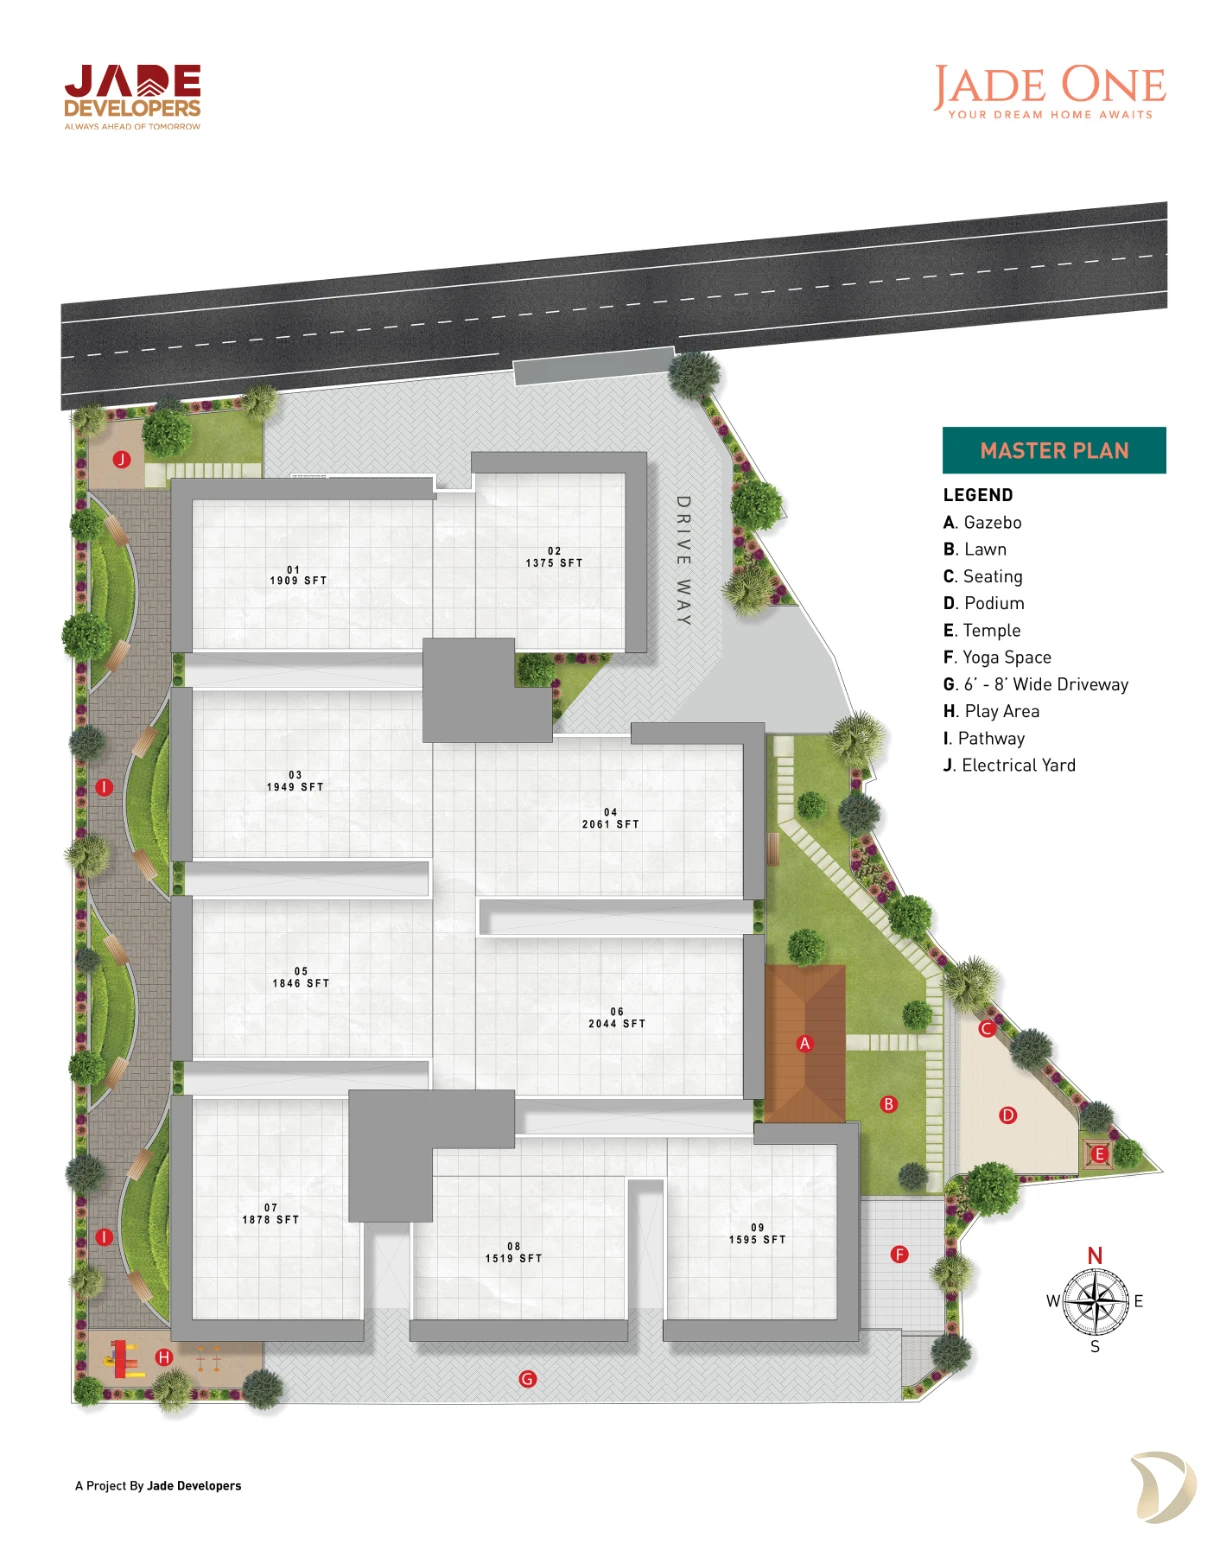 JADE
DEVELOPERS
ALWAYS AHEAD OF TOMORROW
JADE ONE
YOUR DREAM HOME AWAITS
MASTER PLAN
LEGEND
A. Gazebo
B. Lawn
C. Seating
D. Podium
E. Temple
F. Yoga Space
G. 6’ - 8’ Wide Driveway
H. Play Area
I. Pathway
J. Electrical Yard
J
DRIVE WAY
02
1375 SFT
01
1909 SFT
03
1949 SFT
I
04
2061 SFT
05
1846 SFT
06
2044 SFT
A
C
B
D
E
07
1878 SFT
08
1519 SFT
09
1595 SFT
I
F
H
G
N
W
E
S
A Project By Jade Developers